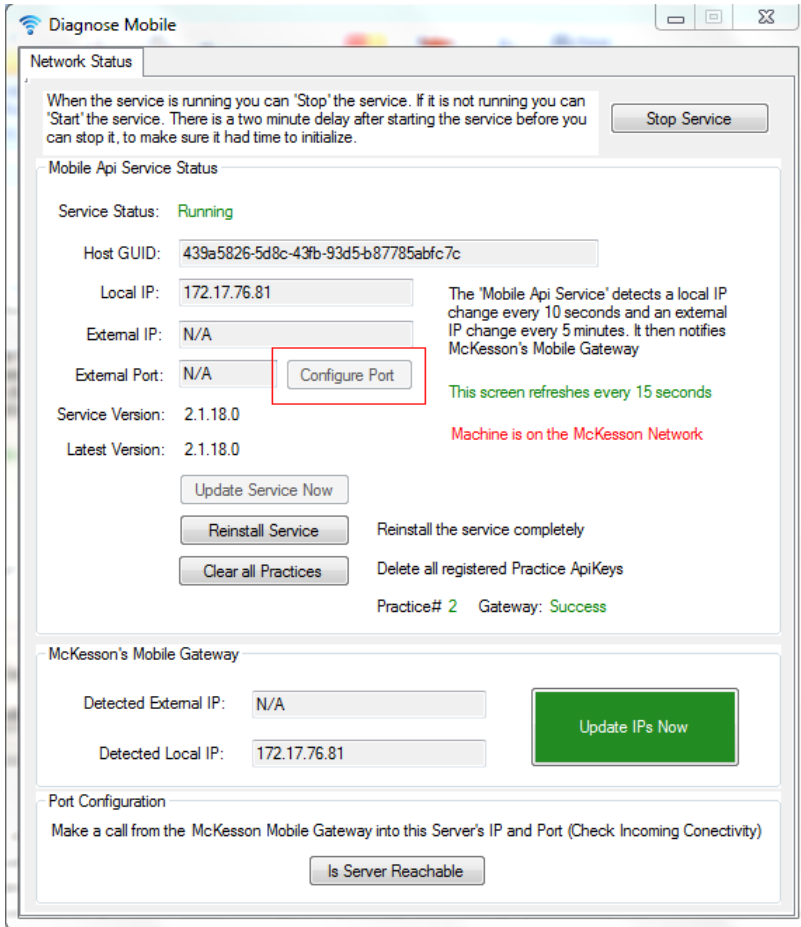 Diagnose Mobile
Network Status
When the service is running you can 'Stop' the service. If it is not running you can
'Start' the service. There is a two minute delay after starting the service before you
can stop it, to make sure it had time to initialize.
Stop Service
Mobile Api Service Status
Service Status: Running
Host GUID: 439a5826-5d8c-43fb-93d5-b87785abfc7c
Local IP: 172.17.76.81
External IP: N/A
External Port: N/A Configure Port
The 'Mobile Api Service' detects a local IP
change every 10 seconds and an external
IP change every 5 minutes. It then notifies
McKesson's Mobile Gateway
This screen refreshes every 15 seconds
Machine is on the McKesson Network
Service Version: 2.1.18.0
Latest Version: 2.1.18.0
Update Service Now
Reinstall Service Reinstall the service completely
Clear all Practices Delete all registered Practice ApiKeys
Practice# 2 Gateway: Success
McKesson's Mobile Gateway
Detected External IP: N/A
Detected Local IP: 172.17.76.81
Update IPs Now
Port Configuration
Make a call from the McKesson Mobile Gateway into this Server's IP and Port (Check Incoming Conectivity)
Is Server Reachable